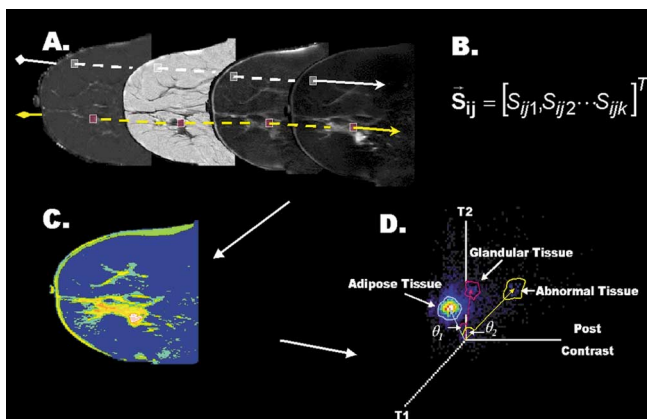 A.
B.
S⃗ij = [Sij1, Sij2 ⋯ Sijk]ᵀ
C.
D.
T2
Glandular Tissue
Adipose Tissue
Abnormal Tissue
θ1
θ2
Post
Contrast
T1